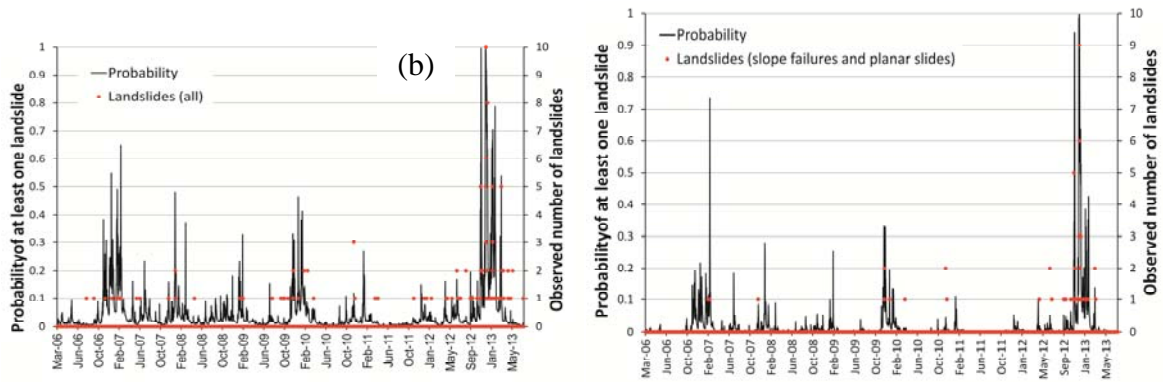 (b)
Probability
Landslides (all)
Probabilityof at least one landslide
1
0.9
0.8
0.7
0.6
0.5
0.4
0.3
0.2
0.1
0
10
9
8
7
6
5
4
3
2
1
0
Observed number of landslides
Mar-06
Jun-06
Oct-06
Feb-07
Jun-07
Oct-07
Feb-08
Jun-08
Oct-08
Feb-09
Jun-09
Oct-09
Feb-10
Jun-10
Oct-10
Feb-11
Jun-11
Oct-11
Jan-12
May-12
Sep-12
Jan-13
May-13
Probability
Landslides (slope failures and planar slides)
Probability of at least one landslide
1
0.9
0.8
0.7
0.6
0.5
0.4
0.3
0.2
0.1
0
10
9
8
7
6
5
4
3
2
1
0
Observed number of landslides
Mar-06
Jun-06
Oct-06
Feb-07
Jun-07
Oct-07
Feb-08
Jun-08
Oct-08
Feb-09
Jun-09
Oct-09
Feb-10
Jun-10
Oct-10
Feb-11
Jun-11
Oct-11
Jan-12
May-12
Sep-12
Jan-13
May-13